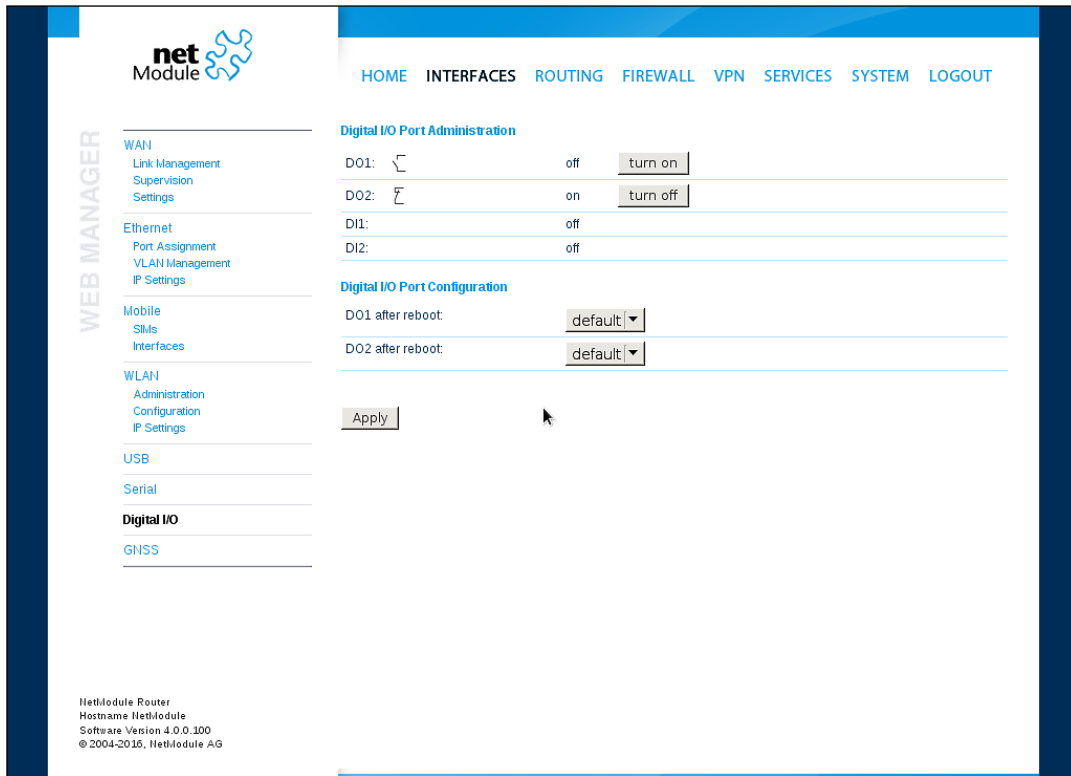 net
Module
HOME INTERFACES ROUTING FIREWALL VPN SERVICES SYSTEM LOGOUT
WEB MANAGER
WAN
Link Management
Supervision
Settings
Ethernet
Port Assignment
VLAN Management
IP Settings
Mobile
SIMs
Interfaces
WLAN
Administration
Configuration
IP Settings
USB
Serial
Digital I/O
GNSS
Digital I/O Port Administration
DO1: off turn on
DO2: on turn off
DI1: off
DI2: off
Digital I/O Port Configuration
DO1 after reboot: default
DO2 after reboot: default
Apply
NetModule Router
Hostname NetModule
Software Version 4.0.0.100
© 2004-2016, NetModule AG